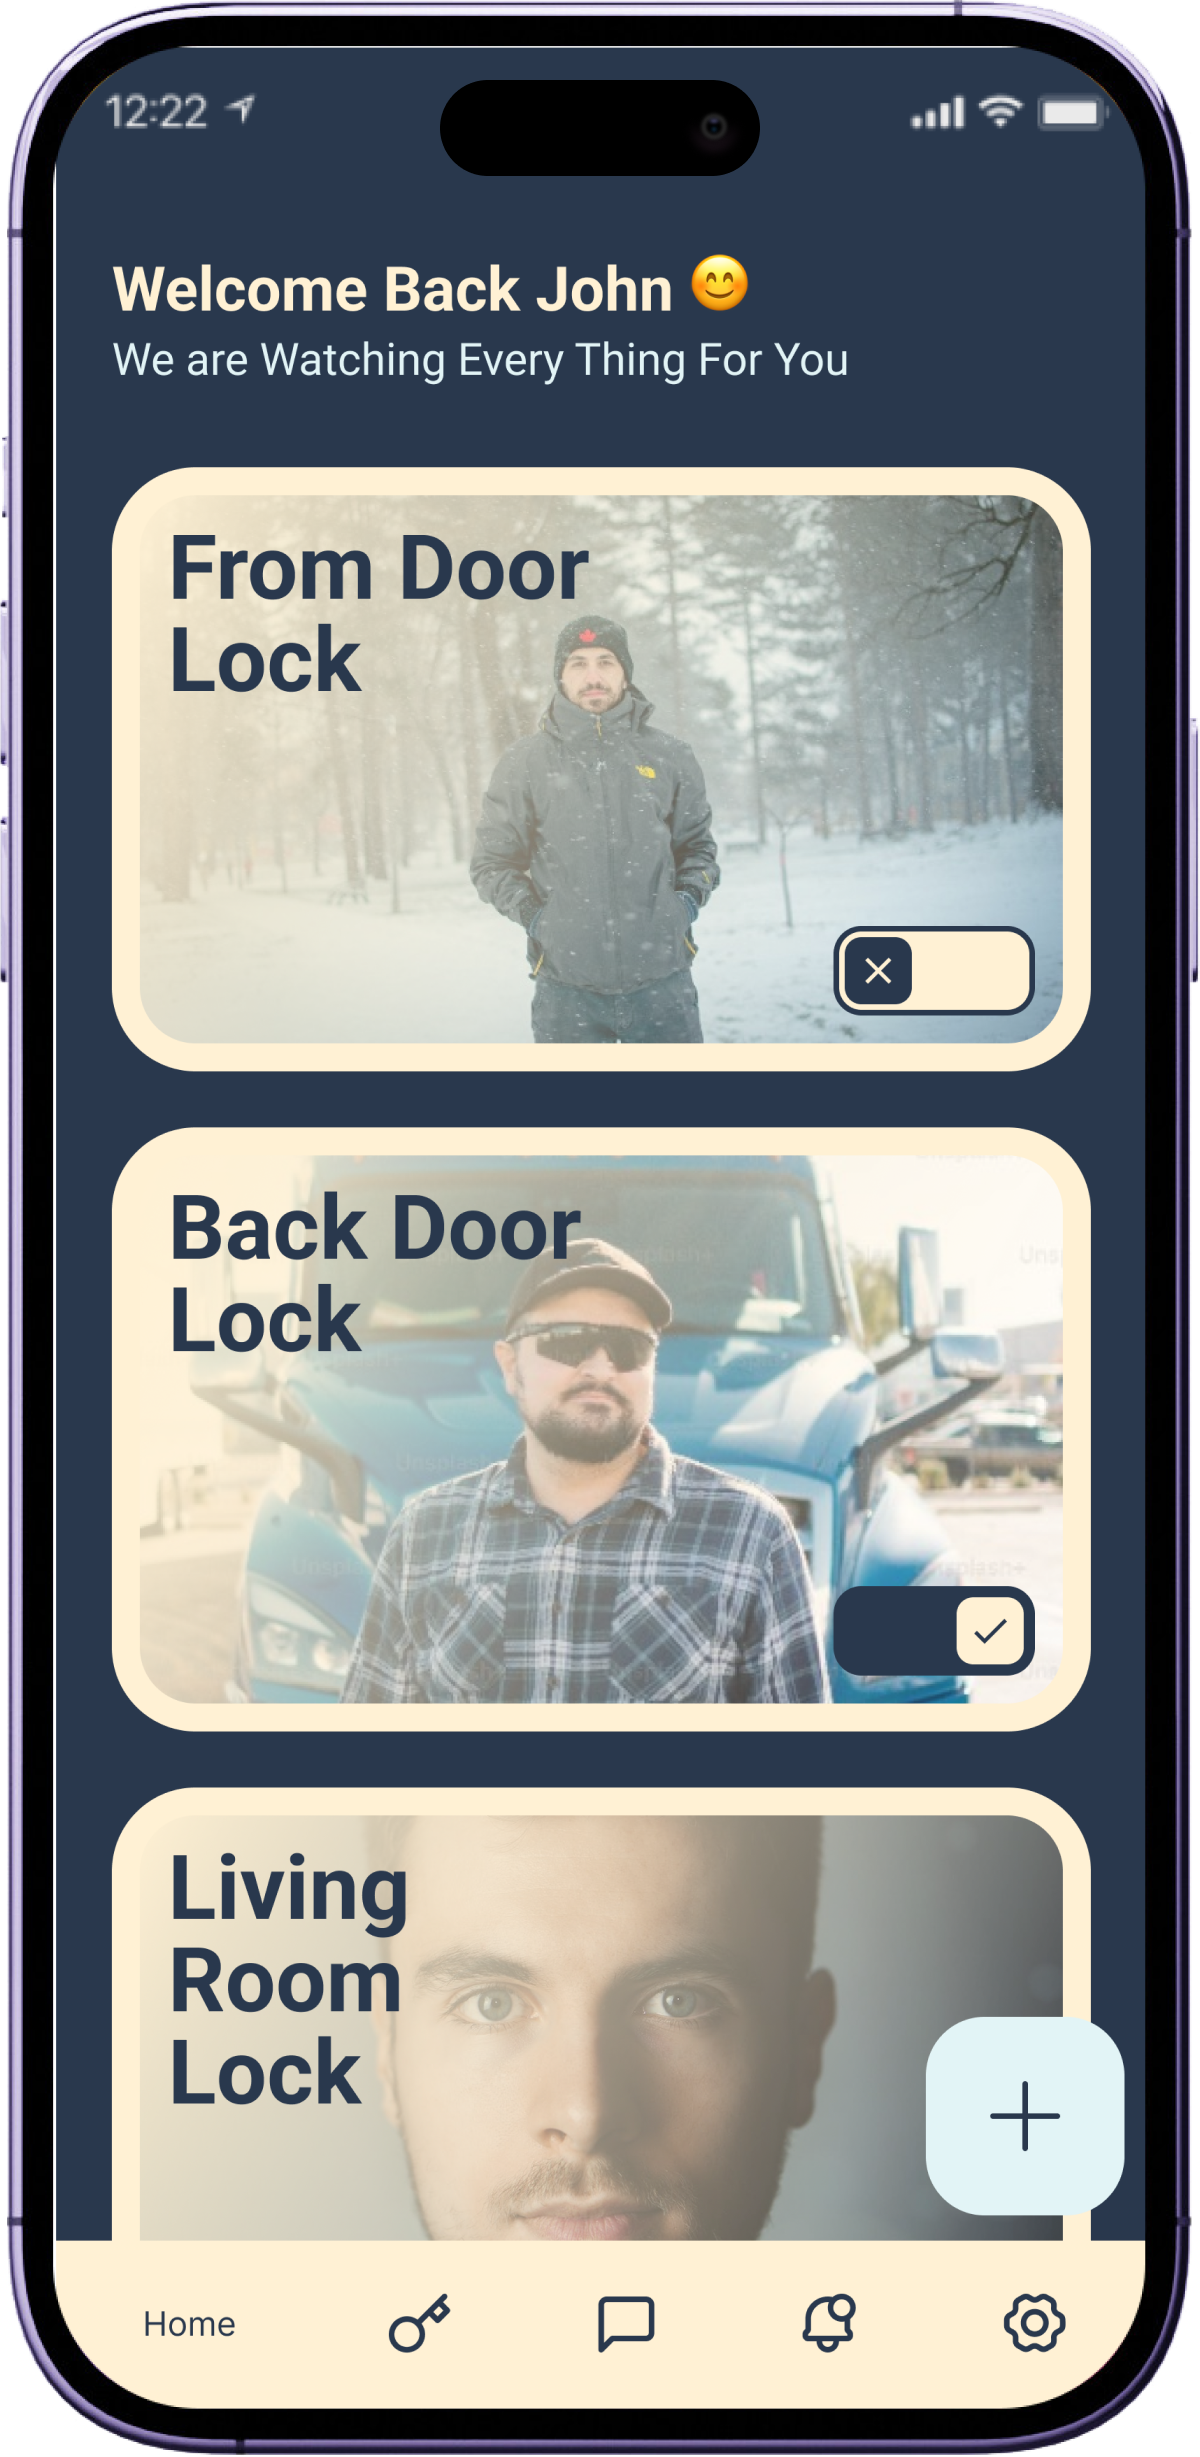 12:22
Welcome Back John 😊
We are Watching Every Thing For You
From Door
Lock
Back Door
Lock
Unsplash+
Living
Room
Lock
Home